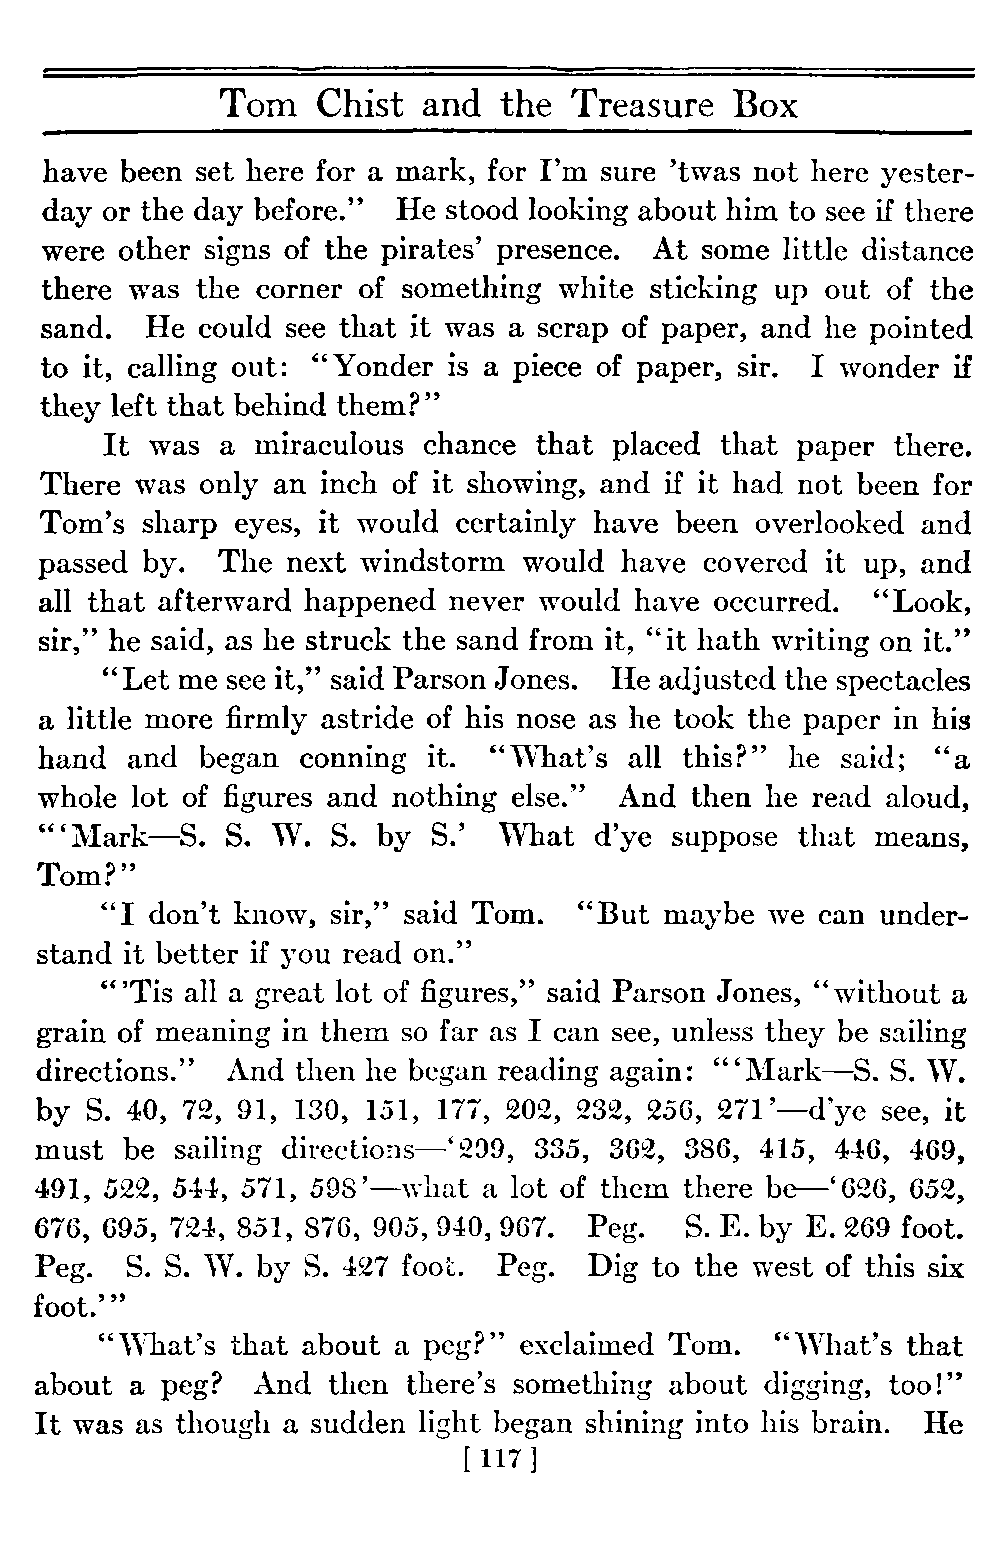 Tom Chist and the Treasure Box
have been set here for a mark, for I'm sure 'twas not here yester-
day or the day before." He stood looking about him to see if there
were other signs of the pirates' presence. At some little distance
there was the corner of something white sticking up out of the
sand. He could see that it was a scrap of paper, and he pointed
to it, calling out: "Yonder is a piece of paper, sir. I wonder if
they left that behind them?"
It was a miraculous chance that placed that paper there.
There was only an inch of it showing, and if it had not been for
Tom's sharp eyes, it would certainly have been overlooked and
passed by. The next windstorm would have covered it up, and
all that afterward happened never would have occurred. "Look,
sir," he said, as he struck the sand from it, "it hath writing on it."
"Let me see it," said Parson Jones. He adjusted the spectacles
a little more firmly astride of his nose as he took the paper in his
hand and began conning it. "What's all this?" he said; "a
whole lot of figures and nothing else." And then he read aloud,
"'Mark—S. S. W. S. by S.' What d'ye suppose that means,
Tom?"
"I don't know, sir," said Tom. "But maybe we can under-
stand it better if you read on."
"'Tis all a great lot of figures," said Parson Jones, "without a
grain of meaning in them so far as I can see, unless they be sailing
directions." And then he began reading again: "'Mark—S. S. W.
by S. 40, 72, 91, 130, 151, 177, 202, 232, 256, 271'—d'ye see, it
must be sailing directions—'299, 335, 362, 386, 415, 446, 469,
491, 522, 544, 571, 598'—what a lot of them there be—'626, 652,
676, 695, 724, 851, 876, 905, 940, 967. Peg. S. E. by E. 269 foot.
Peg. S. S. W. by S. 427 foot. Peg. Dig to the west of this six
foot.'"
"What's that about a peg?" exclaimed Tom. "What's that
about a peg? And then there's something about digging, too!"
It was as though a sudden light began shining into his brain. He
[ 117 ]